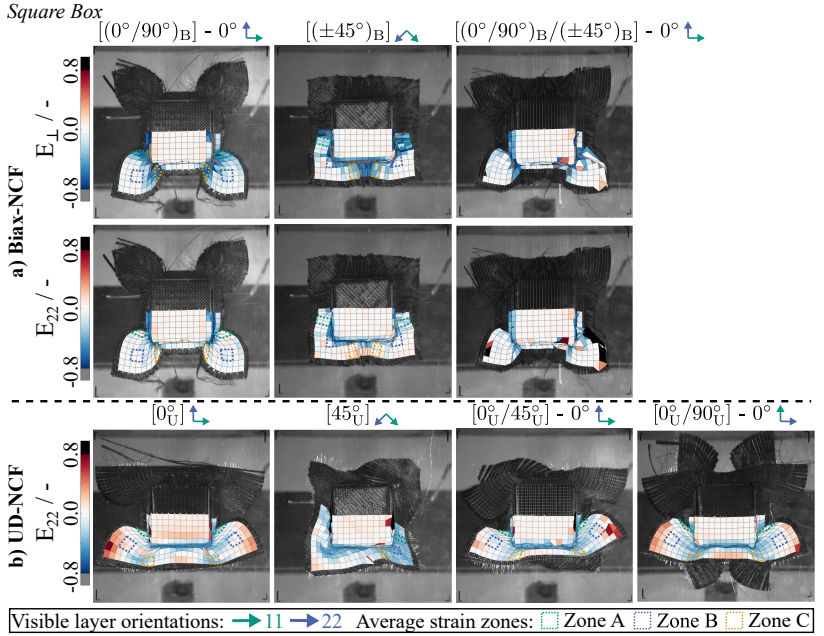 Square Box
[(0°/90°)B] - 0° [(±45°)B] [(0°/90°)B/(±45°)B] - 0°
a) Biax-NCF
E⊥ / -
0.8
0.0
-0.8
E22 / -
0.8
0.0
-0.8
[0°U] [45°U] [0°U/45°U] - 0° [0°U/90°U] - 0°
b) UD-NCF
E22 / -
0.8
0.0
-0.8
Visible layer orientations: 11 22 Average strain zones: Zone A Zone B Zone C